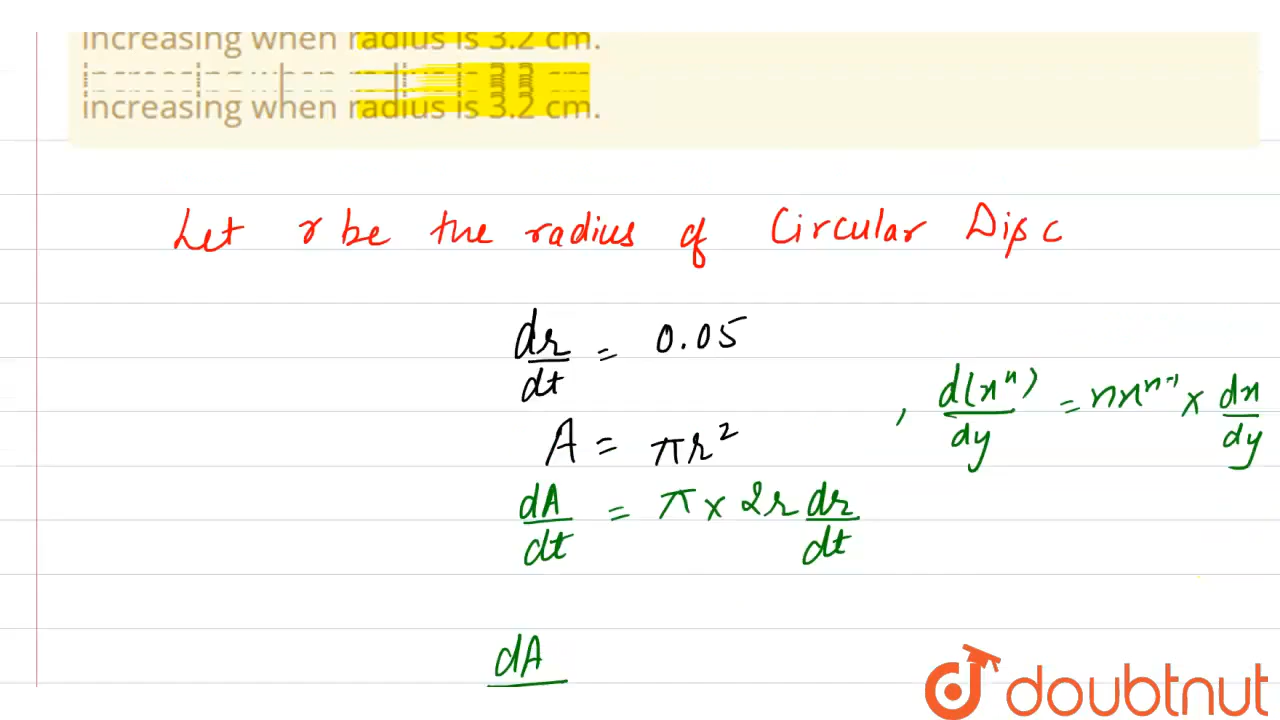 increasing when radius is 3.2 cm.
increasing when radius is 3.2 cm.
Let r be the radius of Circular Disc
dr/dt = 0.05
A = πr²
, d(xⁿ)/dy = nxⁿ⁻¹ × dx/dy
dA/dt = π × 2r dr/dt
dA
doubtnut